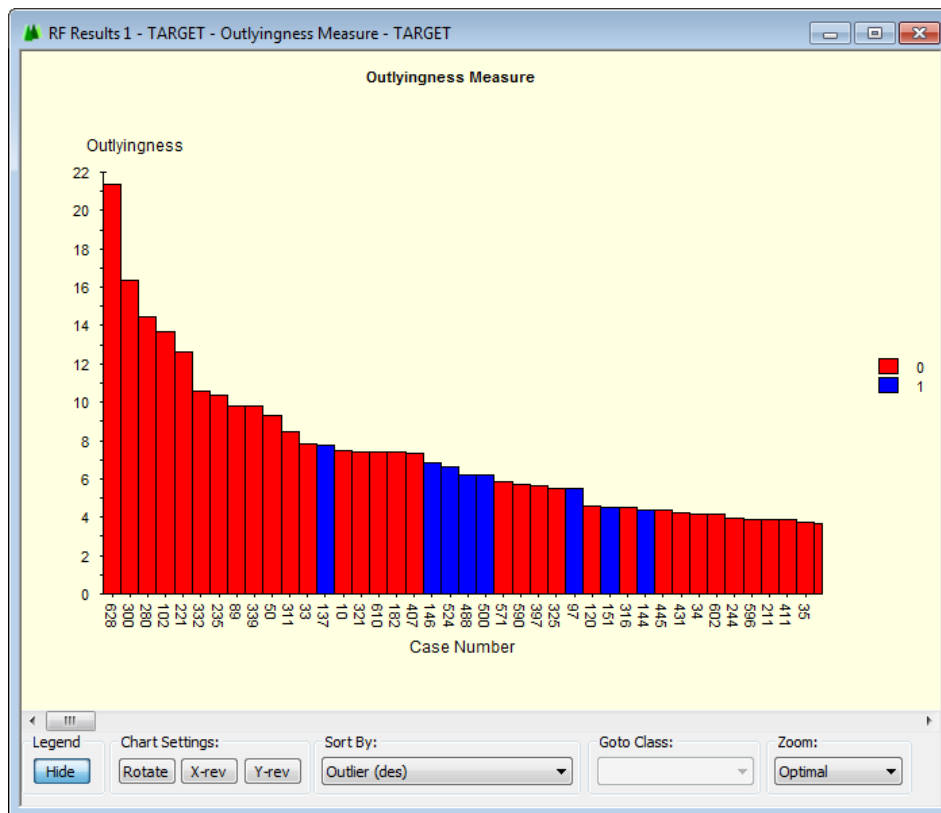 RF Results 1 - TARGET - Outlyingness Measure - TARGET
Outlyingness Measure
Outlyingness
22
20
18
16
14
12
10
8
6
4
2
0
0
1
628 300 280 102 221 332 235 89 339 50 311 33 137 10 321 610 182 407 146 524 488 500 571 590 397 325 97 120 151 316 144 445 431 34 602 244 596 211 411 35
Case Number
Legend Chart Settings: Sort By: Goto Class: Zoom:
Hide Rotate X-rev Y-rev Outlier (des) Optimal